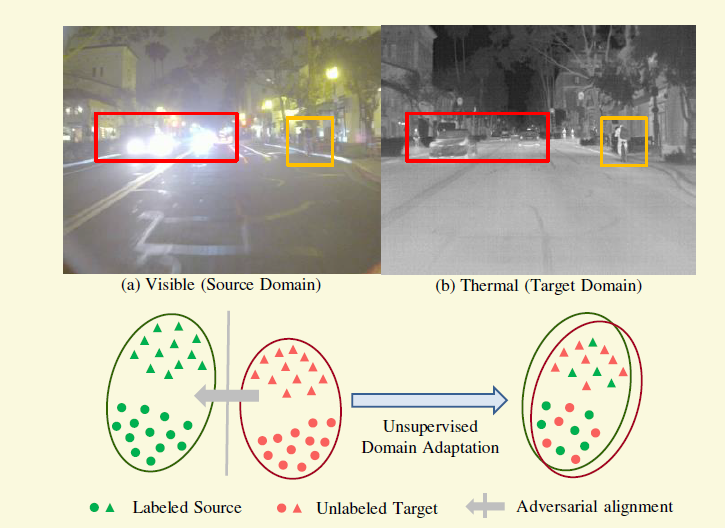 (a) Visible (Source Domain)
(b) Thermal (Target Domain)
Unsupervised
Domain Adaptation
Labeled Source
Unlabeled Target
Adversarial alignment